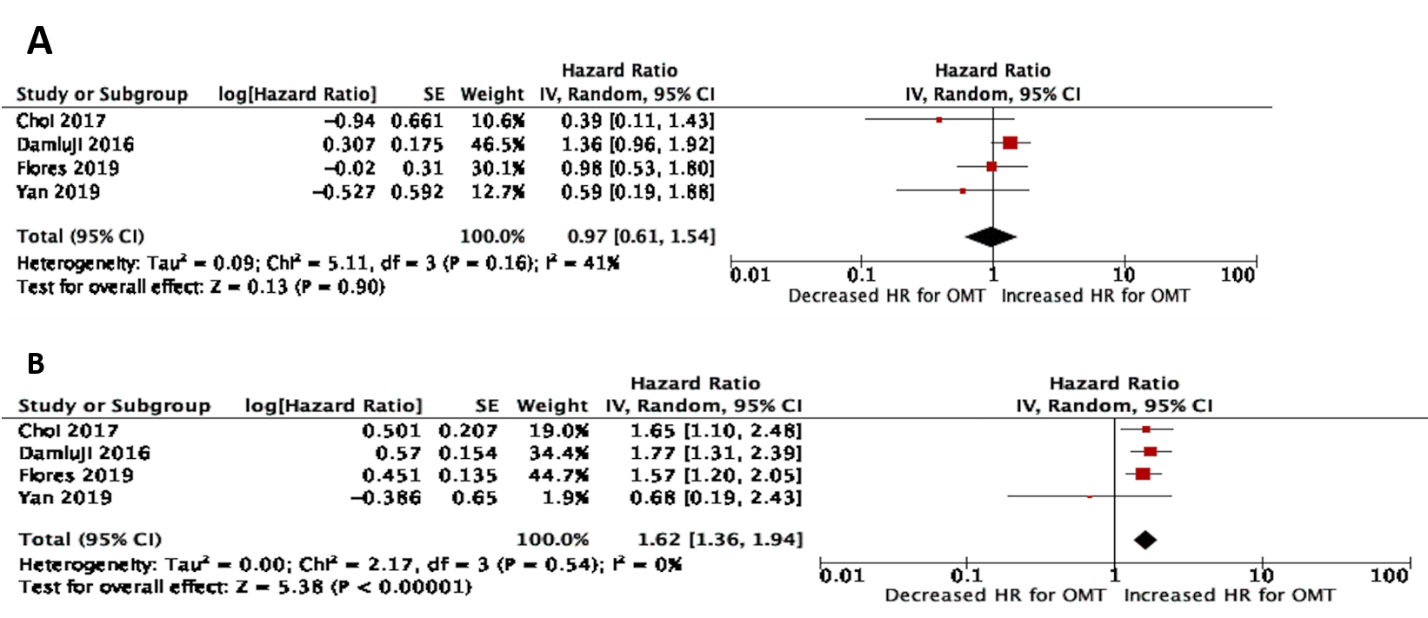 A
Hazard Ratio Hazard Ratio
Study or Subgroup log[Hazard Ratio] SE Weight IV, Random, 95% CI IV, Random, 95% CI
Choi 2017 −0.94 0.661 10.6% 0.39 [0.11, 1.43]
Damluji 2016 0.307 0.175 46.5% 1.36 [0.96, 1.92]
Flores 2019 −0.02 0.31 30.1% 0.98 [0.53, 1.80]
Yan 2019 −0.527 0.592 12.7% 0.59 [0.19, 1.88]
Total (95% CI) 100.0% 0.97 [0.61, 1.54]
Heterogeneity: Tau² = 0.09; Chi² = 5.11, df = 3 (P = 0.16); I² = 41%
Test for overall effect: Z = 0.13 (P = 0.90)
0.01 0.1 1 10 100
Decreased HR for OMT Increased HR for OMT
B
Hazard Ratio Hazard Ratio
Study or Subgroup log[Hazard Ratio] SE Weight IV, Random, 95% CI IV, Random, 95% CI
Choi 2017 0.501 0.207 19.0% 1.65 [1.10, 2.48]
Damluji 2016 0.57 0.154 34.4% 1.77 [1.31, 2.39]
Flores 2019 0.451 0.135 44.7% 1.57 [1.20, 2.05]
Yan 2019 −0.386 0.65 1.9% 0.68 [0.19, 2.43]
Total (95% CI) 100.0% 1.62 [1.36, 1.94]
Heterogeneity: Tau² = 0.00; Chi² = 2.17, df = 3 (P = 0.54); I² = 0%
Test for overall effect: Z = 5.38 (P < 0.00001)
0.01 0.1 1 10 100
Decreased HR for OMT Increased HR for OMT